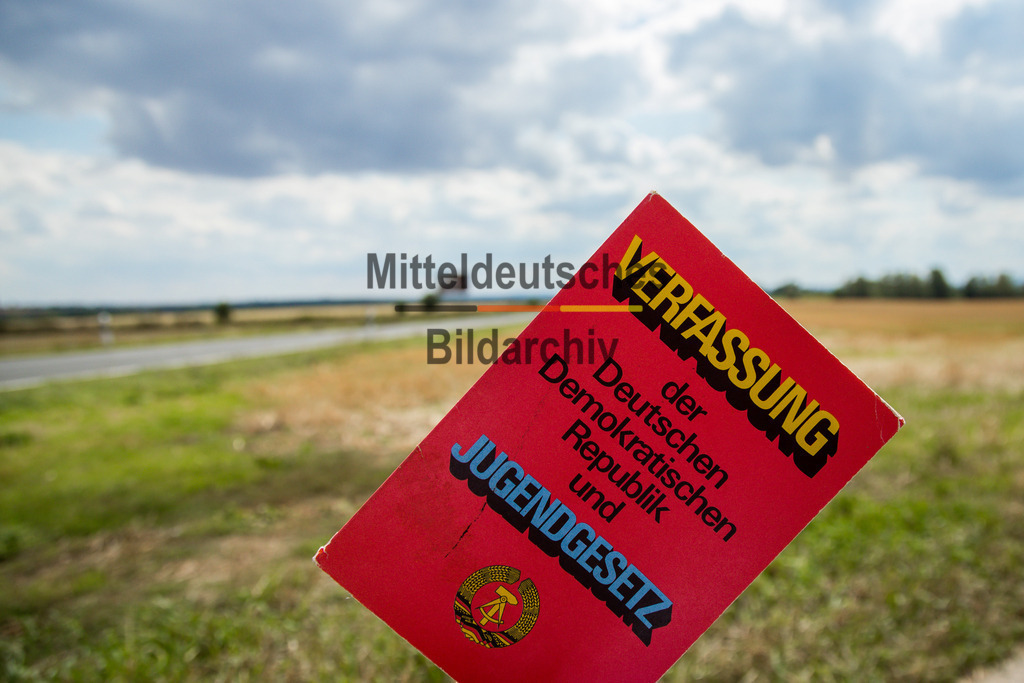 Mitteldeutsches
Bildarchiv
VERFASSUNG
der
Deutschen
Demokratischen
Republik
und
JUGENDGESETZ